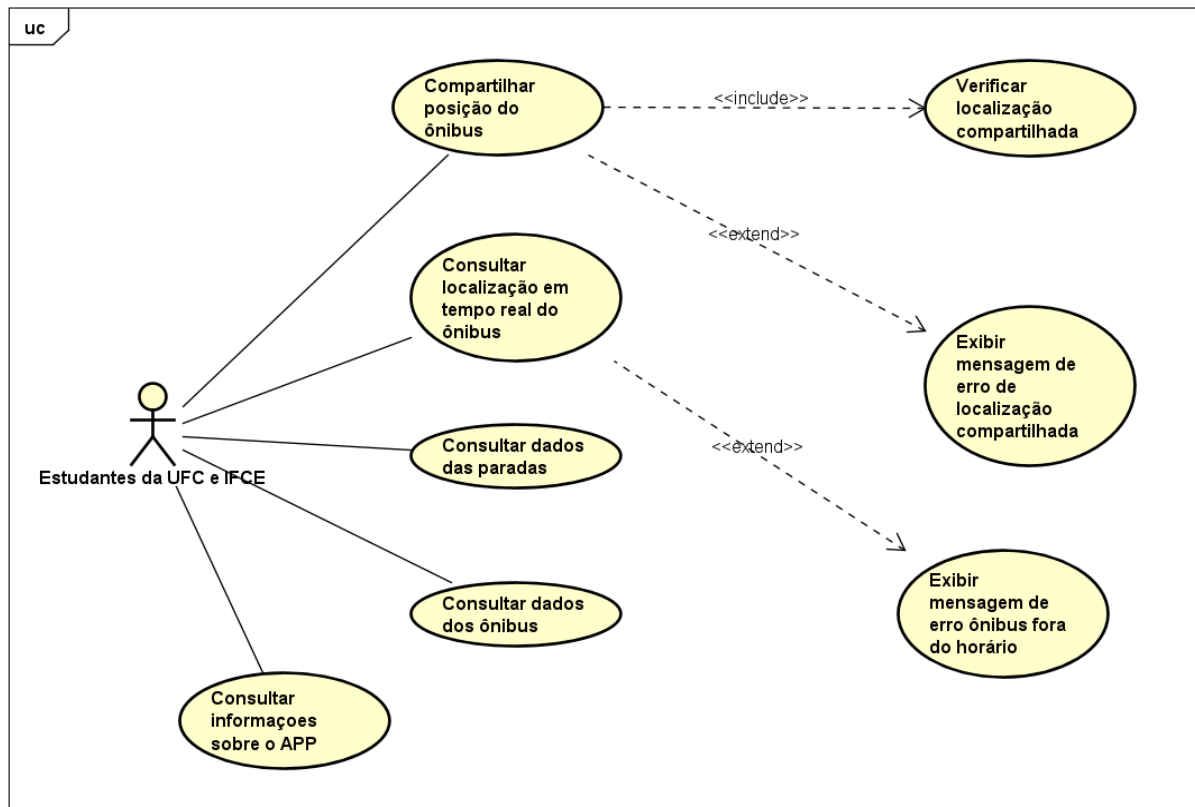 uc
Compartilhar
posição do
ônibus
<<include>>
Verificar
localização
compartilhada
<<extend>>
Consultar
localização em
tempo real do
ônibus
Exibir
mensagem de
erro de
localização
compartilhada
Estudantes da UFC e IFCE
Consultar dados
das paradas
<<extend>>
Exibir
mensagem de
erro ônibus fora
do horário
Consultar dados
dos ônibus
Consultar
informaçoes
sobre o APP